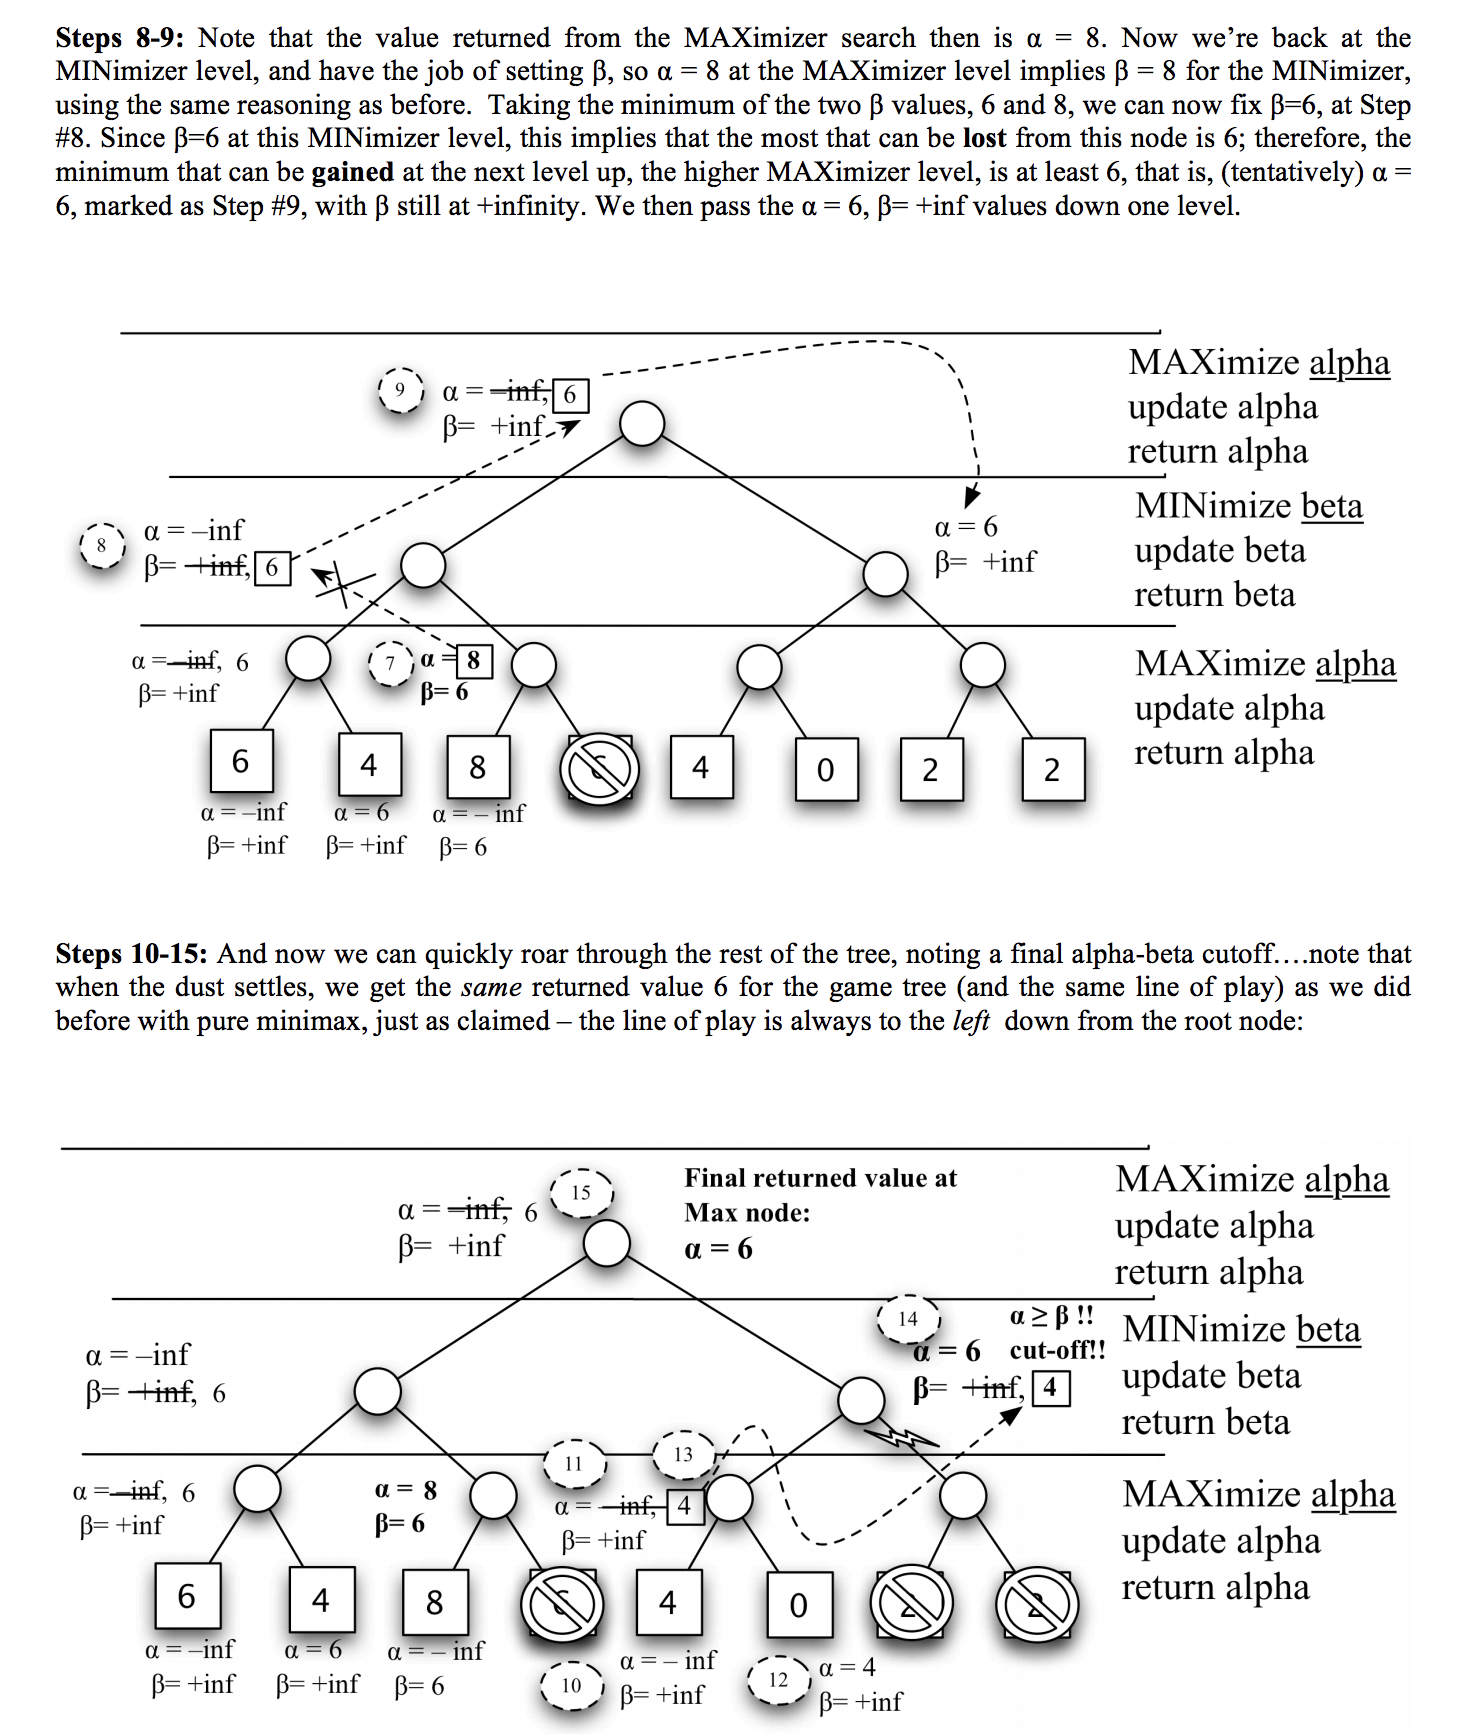 Steps 8-9: Note that the value returned from the MAXimizer search then is α = 8. Now we’re back at the
MINimizer level, and have the job of setting β, so α = 8 at the MAXimizer level implies β = 8 for the MINimizer,
using the same reasoning as before. Taking the minimum of the two β values, 6 and 8, we can now fix β=6, at Step
#8. Since β=6 at this MINimizer level, this implies that the most that can be lost from this node is 6; therefore, the
minimum that can be gained at the next level up, the higher MAXimizer level, is at least 6, that is, (tentatively) α =
6, marked as Step #9, with β still at +infinity. We then pass the α = 6, β= +inf values down one level.
9
α = –inf, 6
β= +inf
MAXimize alpha
update alpha
return alpha
8
α = –inf
β= +inf, 6
α = 6
β= +inf
MINimize beta
update beta
return beta
α = –inf, 6
β= +inf
7
α = 8
β= 6
MAXimize alpha
update alpha
return alpha
6
4
8
4
0
2
2
α = –inf
β= +inf
α = 6
β= +inf
α = – inf
β= 6
Steps 10-15: And now we can quickly roar through the rest of the tree, noting a final alpha-beta cutoff….note that
when the dust settles, we get the same returned value 6 for the game tree (and the same line of play) as we did
before with pure minimax, just as claimed – the line of play is always to the left down from the root node:
15
α = –inf, 6
β= +inf
Final returned value at
Max node:
α = 6
MAXimize alpha
update alpha
return alpha
α = –inf
β= +inf, 6
14
α ≥ β !!
α = 6 cut-off!!
β= +inf, 4
MINimize beta
update beta
return beta
α = –inf, 6
β= +inf
α = 8
β= 6
11
13
α = –inf, 4
β= +inf
MAXimize alpha
update alpha
return alpha
6
4
8
4
0
α = –inf
β= +inf
α = 6
β= +inf
α = – inf
β= 6
10
α = – inf
β= +inf
12
α = 4
β= +inf